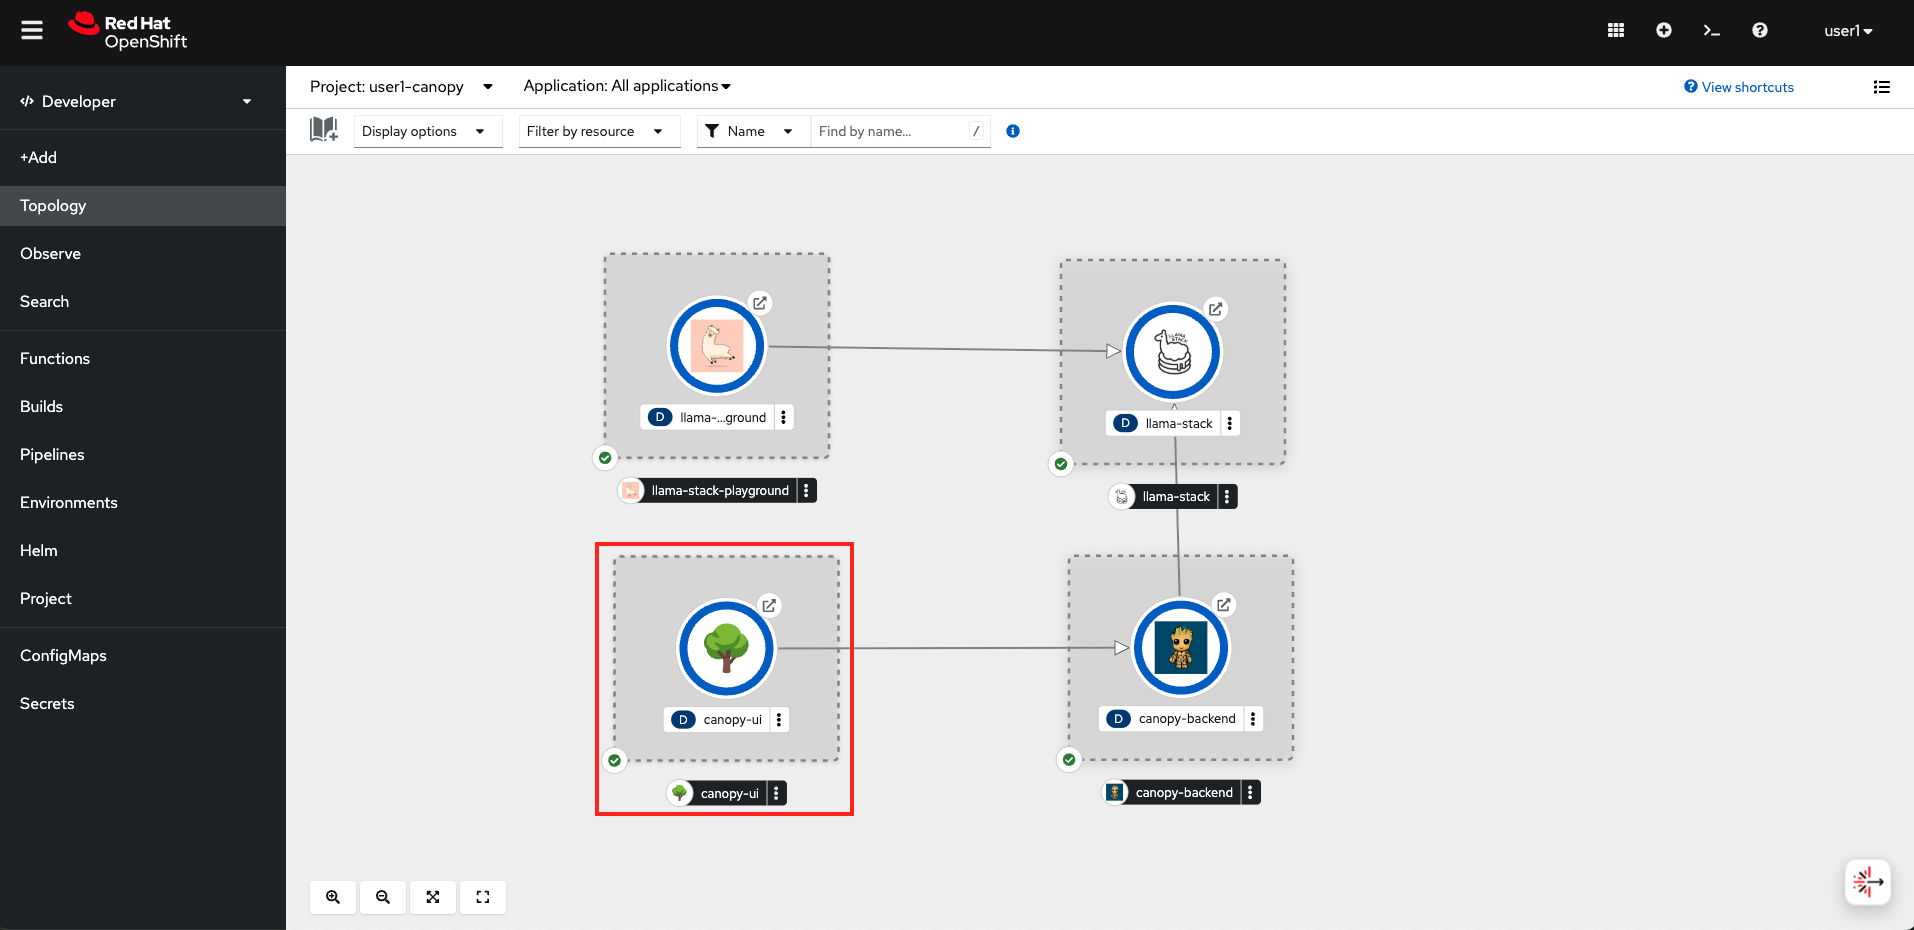 Red Hat
OpenShift
user1
Developer
+Add
Topology
Observe
Search
Functions
Builds
Pipelines
Environments
Helm
Project
ConfigMaps
Secrets
Project: user1-canopy
Application: All applications
View shortcuts
Display options
Filter by resource
Name
Find by name...
/
LLAMA
STACK
D llama-...ground
llama-stack-playground
D llama-stack
llama-stack
D canopy-ui
canopy-ui
D canopy-backend
canopy-backend